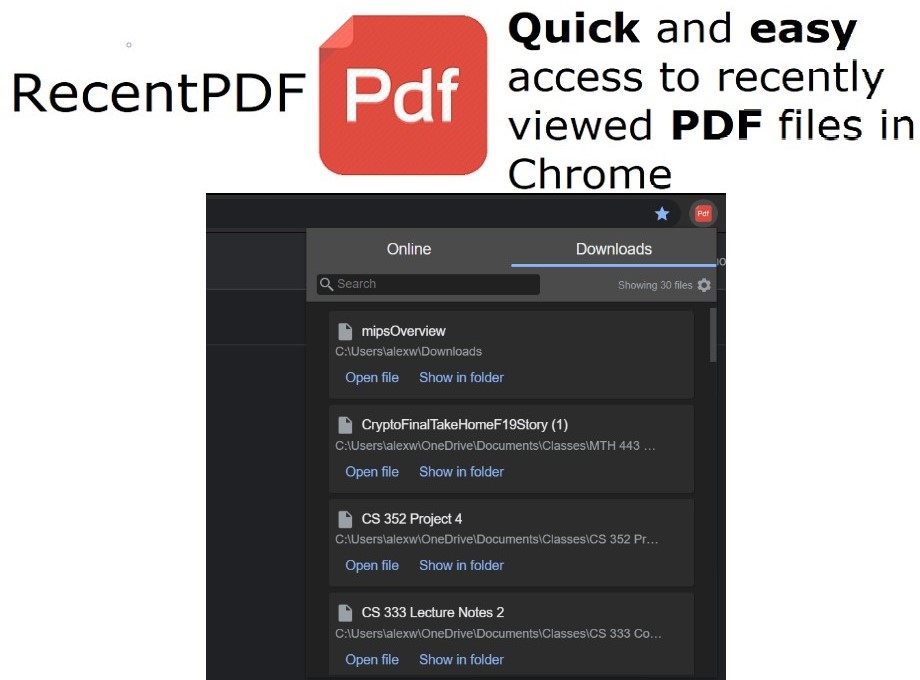 RecentPDF
Pdf
Quick and easy
access to recently
viewed PDF files in
Chrome
Pdf
Online
Downloads
Search
Showing 30 files
mipsOverview
C:\Users\alexw\Downloads
Open file Show in folder
CryptoFinalTakeHomeF19Story (1)
C:\Users\alexw\OneDrive\Documents\Classes\MTH 443 ...
Open file Show in folder
CS 352 Project 4
C:\Users\alexw\OneDrive\Documents\Classes\CS 352 Pr...
Open file Show in folder
CS 333 Lecture Notes 2
C:\Users\alexw\OneDrive\Documents\Classes\CS 333 Co...
Open file Show in folder